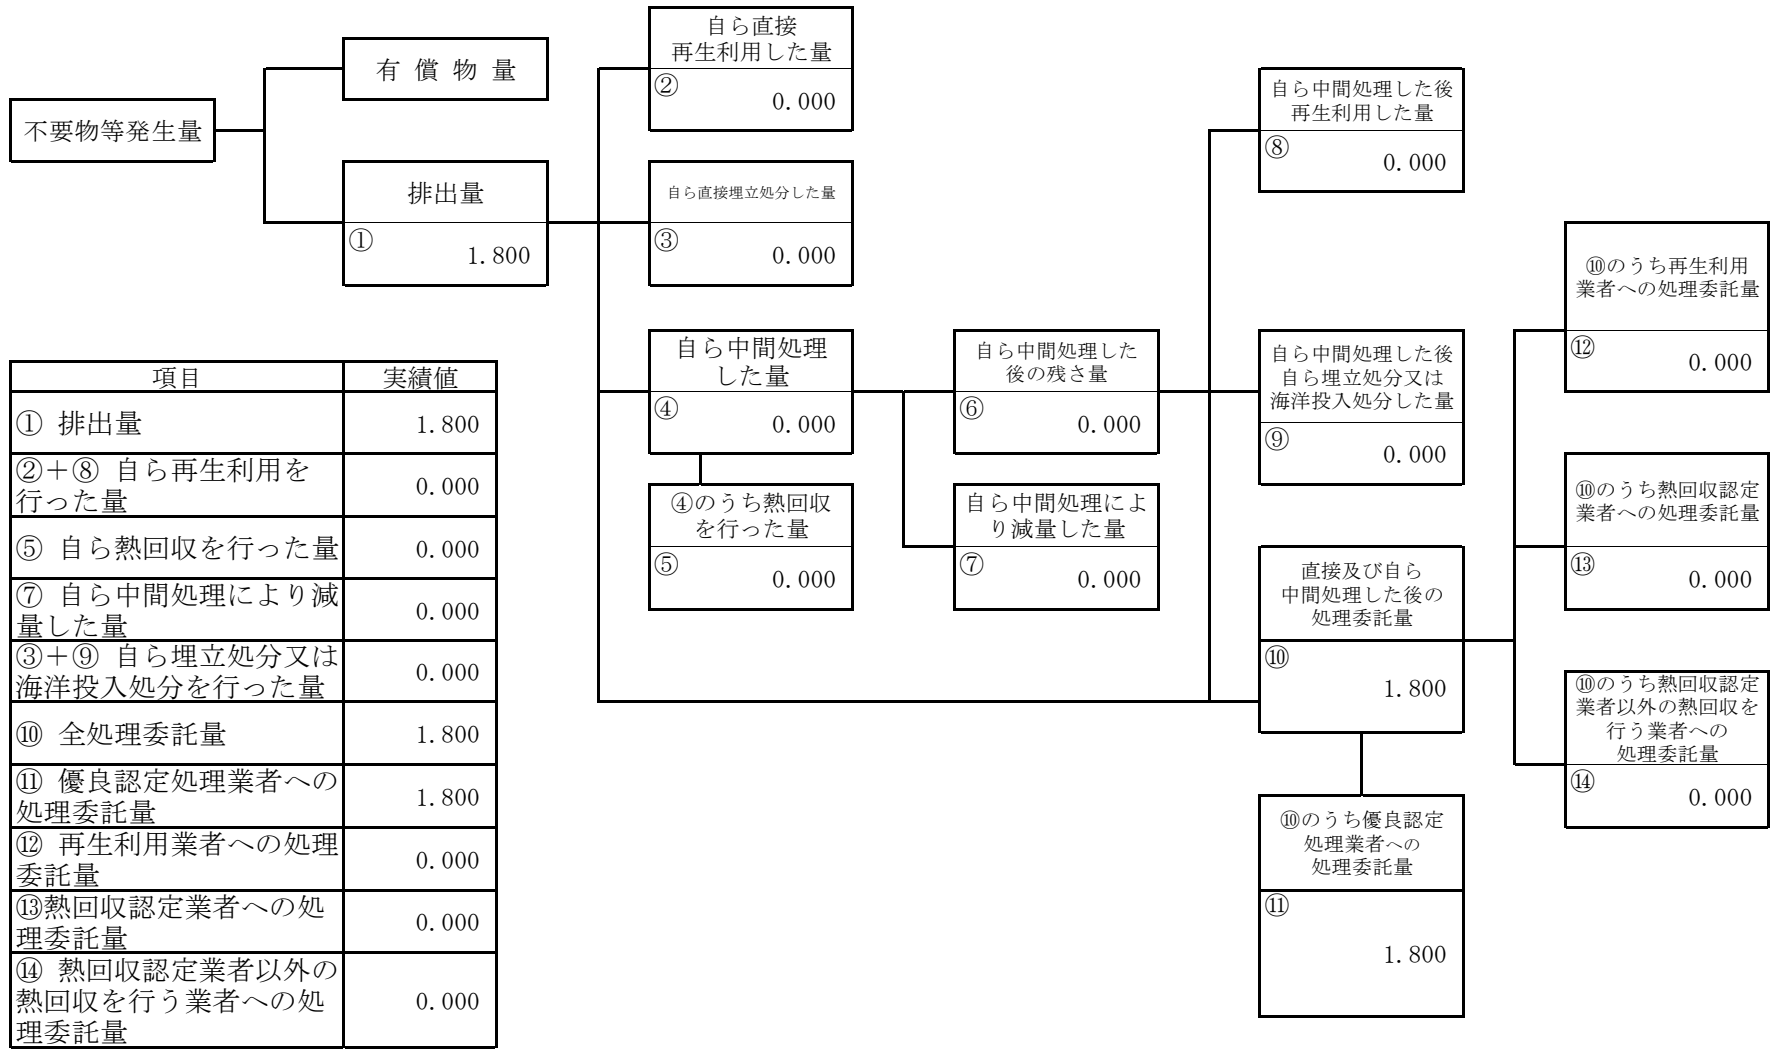 不要物等発生量
有 償 物 量
排出量
①
1.800
自ら直接
再生利用した量
②
0.000
自ら直接埋立処分した量
③
0.000
自ら中間処理
した量
④
0.000
④のうち熱回収
を行った量
⑤
0.000
自ら中間処理した
後の残さ量
⑥
0.000
自ら中間処理によ
り減量した量
⑦
0.000
自ら中間処理した後
再生利用した量
⑧
0.000
自ら中間処理した後
自ら埋立処分又は
海洋投入処分した量
⑨
0.000
直接及び自ら
中間処理した後の
処理委託量
⑩
1.800
⑩のうち優良認定
処理業者への
処理委託量
⑪
1.800
⑩のうち再生利用
業者への処理委託量
⑫
0.000
⑩のうち熱回収認定
業者への処理委託量
⑬
0.000
⑩のうち熱回収認定
業者以外の熱回収を
行う業者への
処理委託量
⑭
0.000
項目 実績値
① 排出量 1.800
②＋⑧ 自ら再生利用を
行った量 0.000
⑤ 自ら熱回収を行った量 0.000
⑦ 自ら中間処理により減
量した量 0.000
③＋⑨ 自ら埋立処分又は
海洋投入処分を行った量 0.000
⑩ 全処理委託量 1.800
⑪ 優良認定処理業者への
処理委託量 1.800
⑫ 再生利用業者への処理
委託量 0.000
⑬熱回収認定業者への処
理委託量 0.000
⑭ 熱回収認定業者以外の
熱回収を行う業者への処
理委託量 0.000